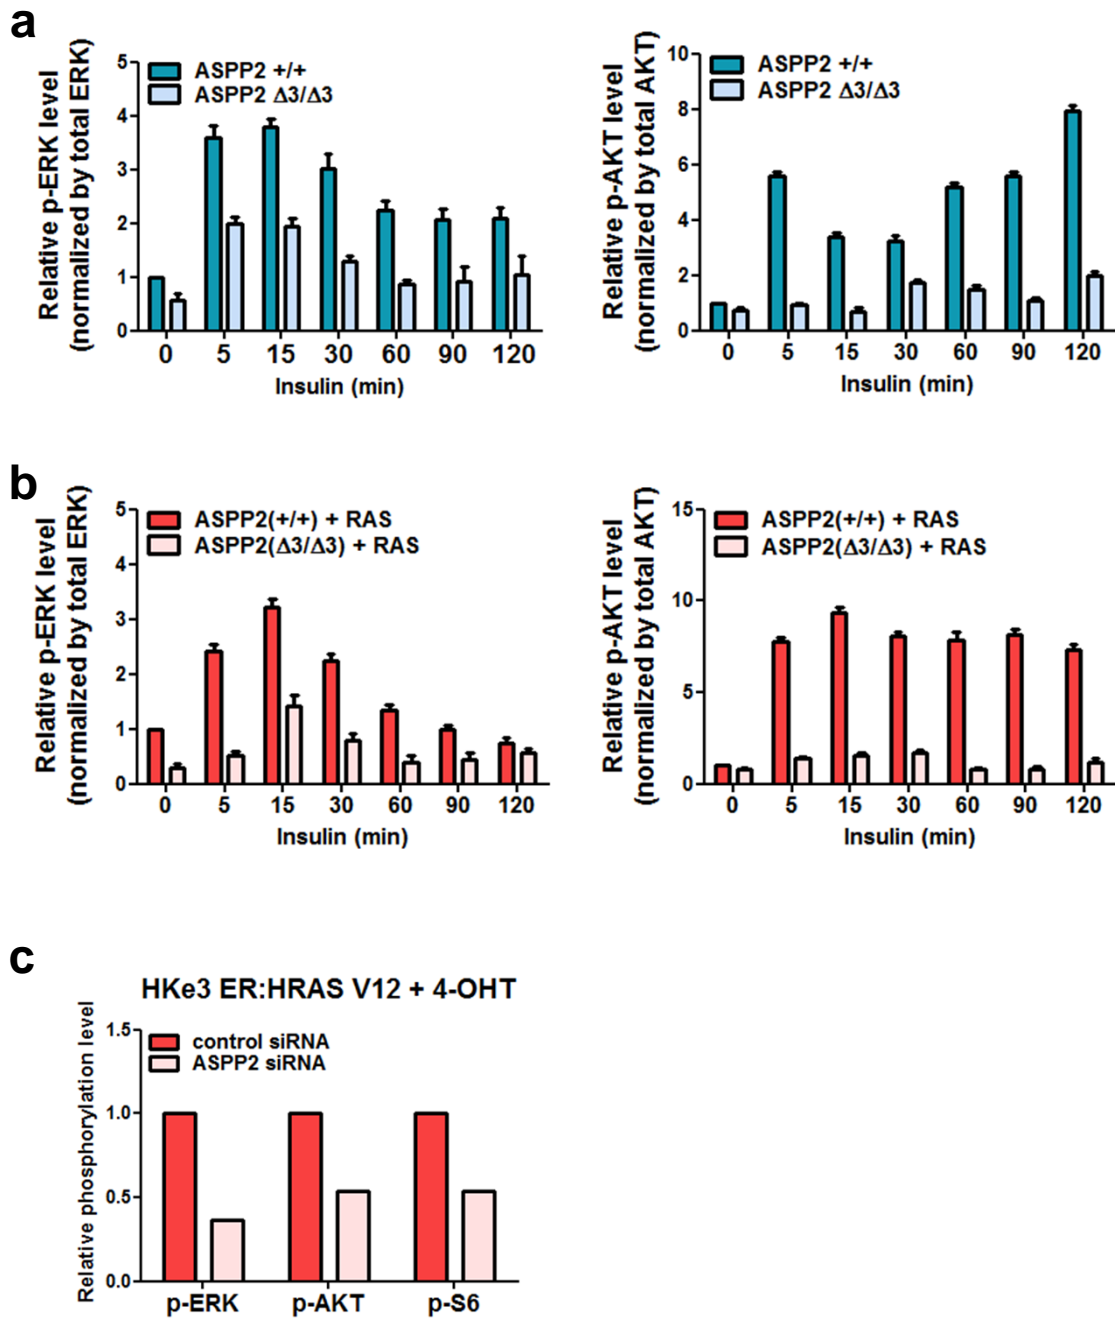 a
Relative p-ERK level
(normalized by total ERK)
5
4
3
2
1
0
ASPP2 +/+
ASPP2 Δ3/Δ3
0 5 15 30 60 90 120
Insulin (min)
Relative p-AKT level
(normalized by total AKT)
10
8
6
4
2
0
ASPP2 +/+
ASPP2 Δ3/Δ3
0 5 15 30 60 90 120
Insulin (min)
b
Relative p-ERK level
(normalized by total ERK)
5
4
3
2
1
0
ASPP2(+/+) + RAS
ASPP2(Δ3/Δ3) + RAS
0 5 15 30 60 90 120
Insulin (min)
Relative p-AKT level
(normalized by total AKT)
15
10
5
0
ASPP2(+/+) + RAS
ASPP2(Δ3/Δ3) + RAS
0 5 15 30 60 90 120
Insulin (min)
c
HKe3 ER:HRAS V12 + 4-OHT
Relative phosphorylation level
1.5
1.0
0.5
0.0
control siRNA
ASPP2 siRNA
p-ERK p-AKT p-S6